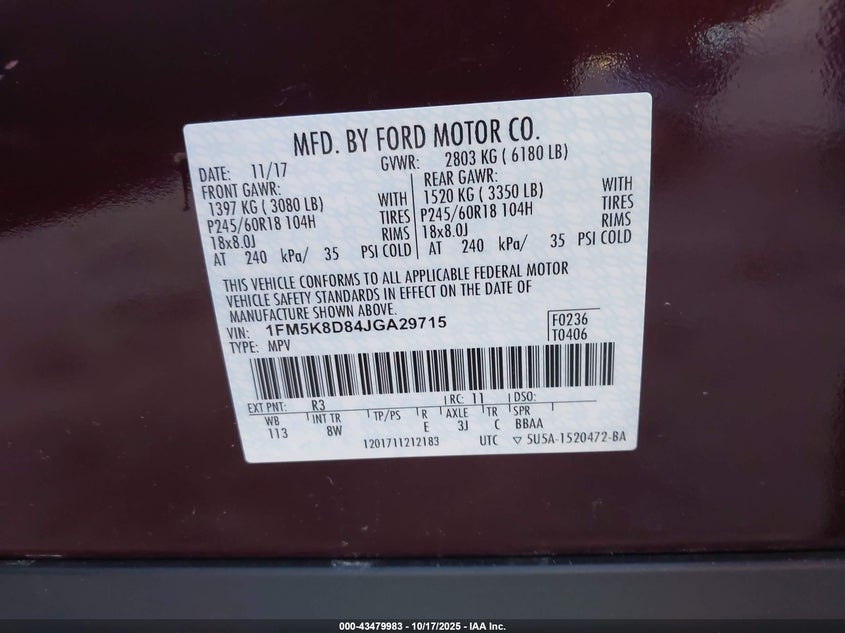 MFD. BY FORD MOTOR CO.
DATE: 11/17 GVWR: 2803 KG ( 6180 LB)
FRONT GAWR: REAR GAWR:
1397 KG ( 3080 LB) WITH 1520 KG ( 3350 LB) WITH
P245/60R18 104H TIRES P245/60R18 104H TIRES
18x8.0J RIMS 18x8.0J RIMS
AT 240 kPa/ 35 PSI COLD AT 240 kPa/ 35 PSI COLD
THIS VEHICLE CONFORMS TO ALL APPLICABLE FEDERAL MOTOR
VEHICLE SAFETY STANDARDS IN EFFECT ON THE DATE OF
MANUFACTURE SHOWN ABOVE.
VIN: 1FM5K8D84JGA29715 F0236
TYPE: MPV T0406
EXT PNT: R3 RC: 11 DSO:
WB INT TR TP/PS R AXLE TR SPR
113 8W E 3J C BBAA
1201711212183 UTC ▽ 5U5A-1520472-BA
000-43479983 - 10/17/2025 - IAA Inc.